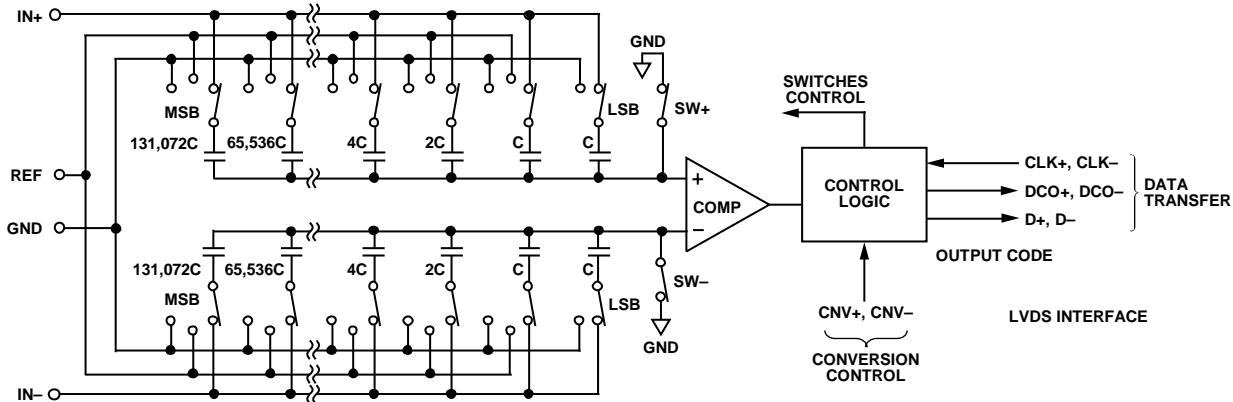 IN+
GND
SWITCHES
CONTROL
MSB
LSB
SW+
131,072C
65,536C
4C
2C
C
C
REF
GND
+
COMP
–
CONTROL
LOGIC
CLK+, CLK–
DCO+, DCO–
D+, D–
DATA
TRANSFER
OUTPUT CODE
131,072C
65,536C
4C
2C
C
C
MSB
LSB
SW–
GND
CNV+, CNV–
LVDS INTERFACE
CONVERSION
CONTROL
IN–